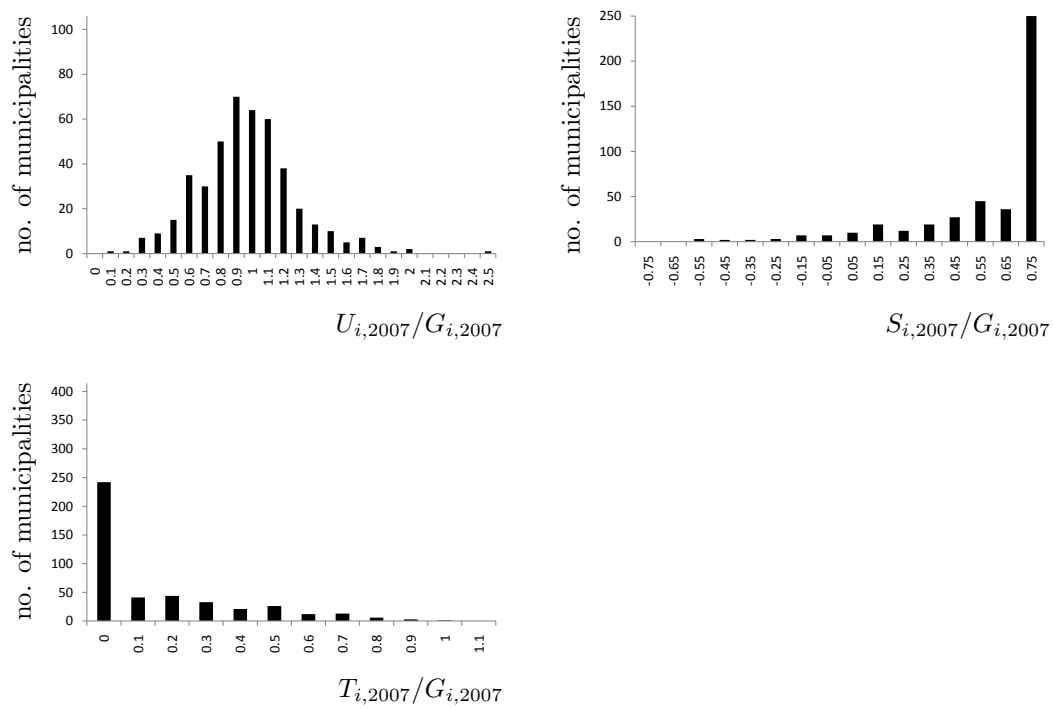 no. of municipalities
100
80
60
40
20
0
0 0.1 0.2 0.3 0.4 0.5 0.6 0.7 0.8 0.9 1 1.1 1.2 1.3 1.4 1.5 1.6 1.7 1.8 1.9 2 2.1 2.2 2.3 2.4 2.5
U_{i,2007}/G_{i,2007}
no. of municipalities
250
200
150
100
50
0
-0.75 -0.65 -0.55 -0.45 -0.35 -0.25 -0.15 -0.05 0.05 0.15 0.25 0.35 0.45 0.55 0.65 0.75
S_{i,2007}/G_{i,2007}
no. of municipalities
400
350
300
250
200
150
100
50
0
0 0.1 0.2 0.3 0.4 0.5 0.6 0.7 0.8 0.9 1 1.1
T_{i,2007}/G_{i,2007}